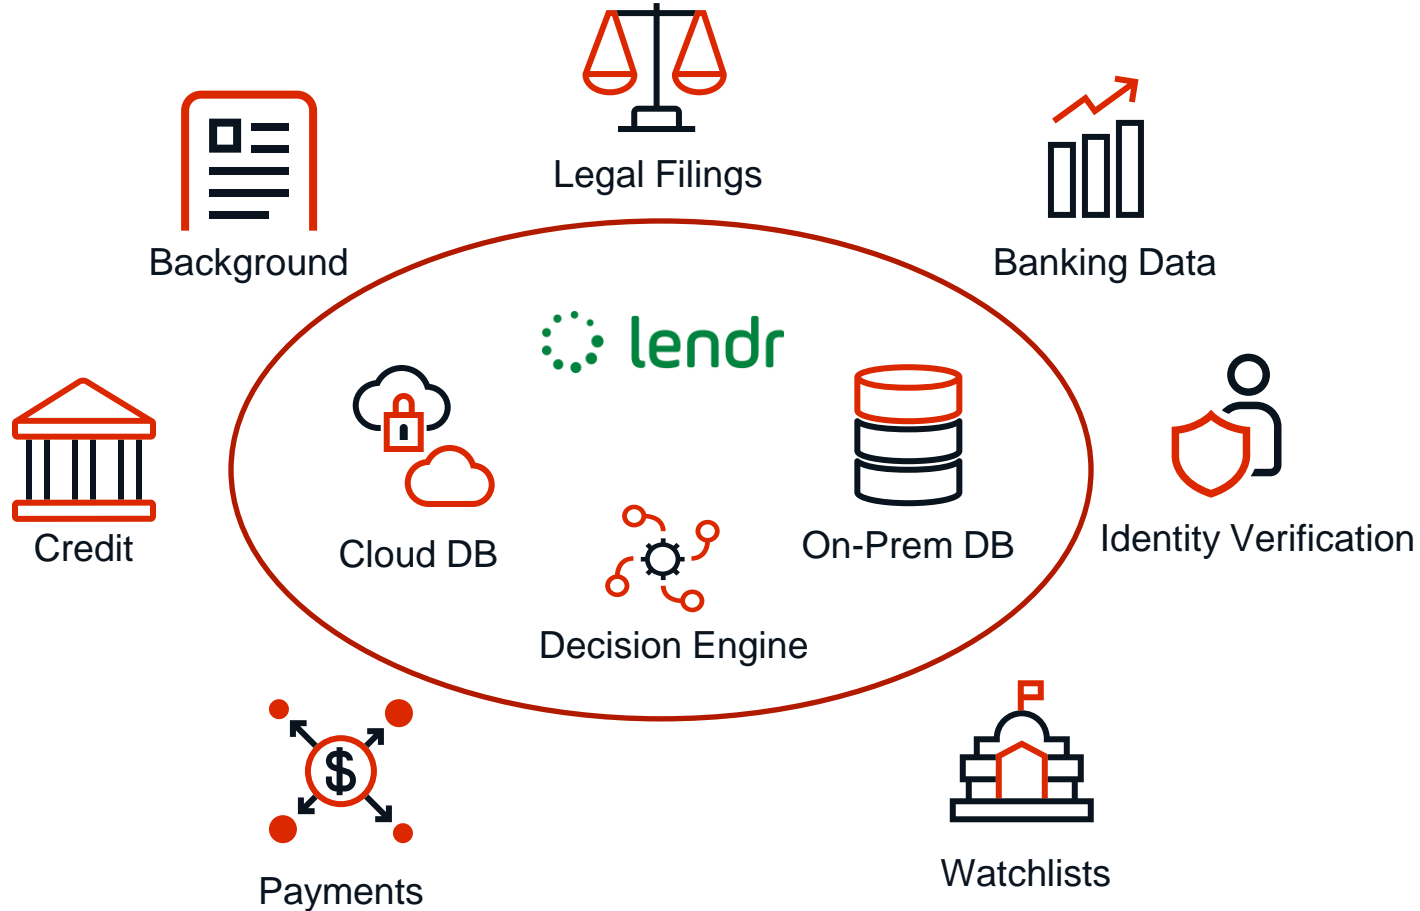 Legal Filings
Background
Banking Data
lendr
Credit
Cloud DB
On-Prem DB
Identity Verification
Decision Engine
$
Payments
Watchlists